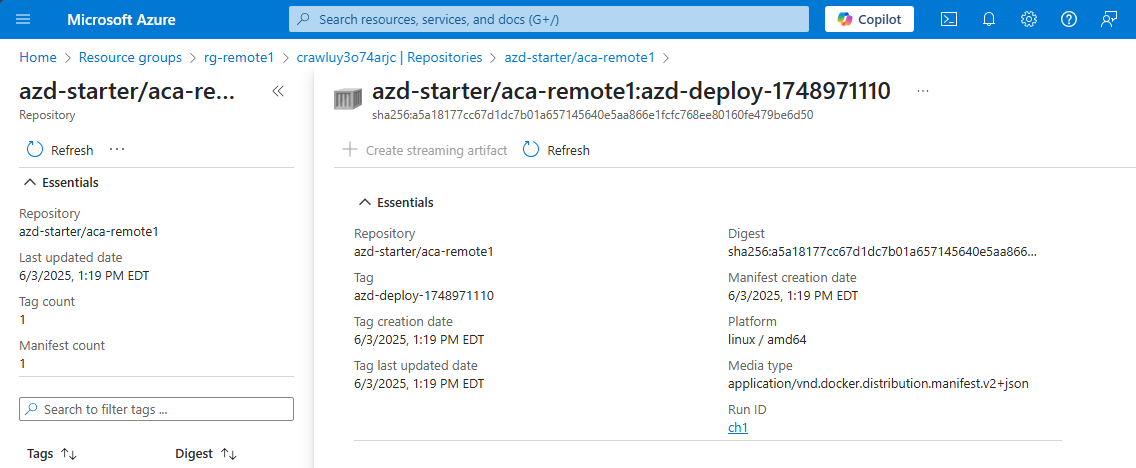 Microsoft Azure
Search resources, services, and docs (G+/)
Copilot
Home > Resource groups > rg-remote1 > crawluy3o74arjc | Repositories > azd-starter/aca-remote1 >
azd-starter/aca-re...
Repository
Refresh ...
Essentials
Repository
azd-starter/aca-remote1
Last updated date
6/3/2025, 1:19 PM EDT
Tag count
1
Manifest count
1
Search to filter tags ...
Tags ↑↓ Digest ↑↓
azd-starter/aca-remote1:azd-deploy-1748971110 ...
sha256:a5a18177cc67d1dc7b01a657145640e5aa866e1fcfc768ee80160fe479be6d50
Create streaming artifact Refresh
Essentials
Repository
azd-starter/aca-remote1
Tag
azd-deploy-1748971110
Tag creation date
6/3/2025, 1:19 PM EDT
Tag last updated date
6/3/2025, 1:19 PM EDT
Digest
sha256:a5a18177cc67d1dc7b01a657145640e5aa866...
Manifest creation date
6/3/2025, 1:19 PM EDT
Platform
linux / amd64
Media type
application/vnd.docker.distribution.manifest.v2+json
Run ID
ch1